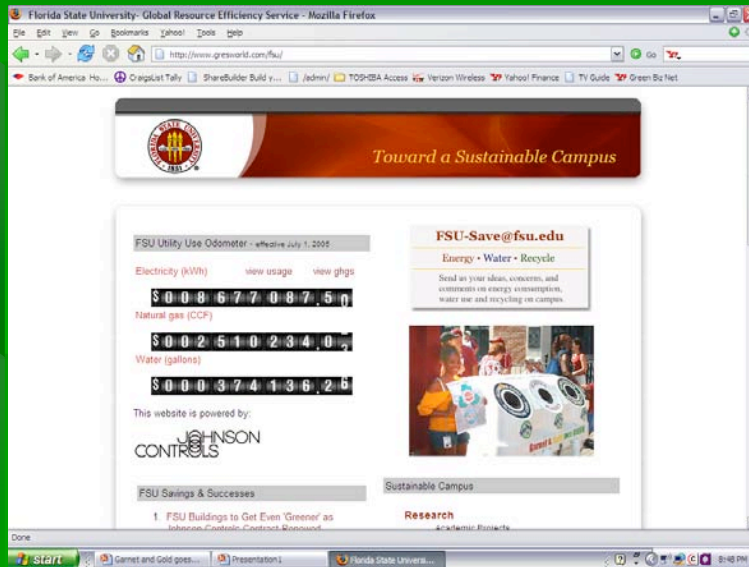 Florida State University- Global Resource Efficiency Service - Mozilla Firefox
File Edit View Go Bookmarks Yahoo! Tools Help
http://www.gresworld.com/fsu/
Go
Bank of America Ho... CraigsList Tally ShareBuilder Build y... /admin/ TOSHIBA Access Verizon Wireless Yahoo! Finance TV Guide Green Biz Net
Toward a Sustainable Campus
FSU Utility Use Odometer - effective July 1, 2005
Electricity (kWh) view usage view ghgs
$008677087.50
Natural gas (CCF)
$002510234.0
Water (gallons)
$000374136.26
This website is powered by:
JOHNSON
CONTROLS
FSU Savings & Successes
1. FSU Buildings to Get Even 'Greener' as
Johnson Controls Contract Renewed
FSU-Save@fsu.edu
Energy • Water • Recycle
Send us your ideas, concerns, and
comments on energy consumption,
water use and recycling on campus.
Sustainable Campus
Research
Academic Projects
Done
start Garnet and Gold goes... Presentation1 Florida State Universi... 8:48 PM